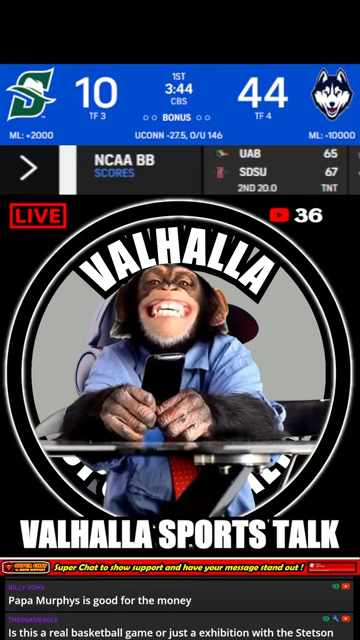 S
10
TF 3
1ST
3:44
CBS
BONUS
44
TF 4
ML: +2000
UCONN -27.5, O/U 146
ML: -10000
NCAA BB
SCORES
UAB 65
SDSU 67
2ND 20.0 TNT
LIVE
36
VALHALLA
VALHALLA SPORTS TALK
SUPER CHAT
Super Chat to show support and have your message stand out !
BILLY VOHS
Papa Murphys is good for the money
THEOSAMEAGLE
Is this a real basketball game or just a exhibition with the Stetson